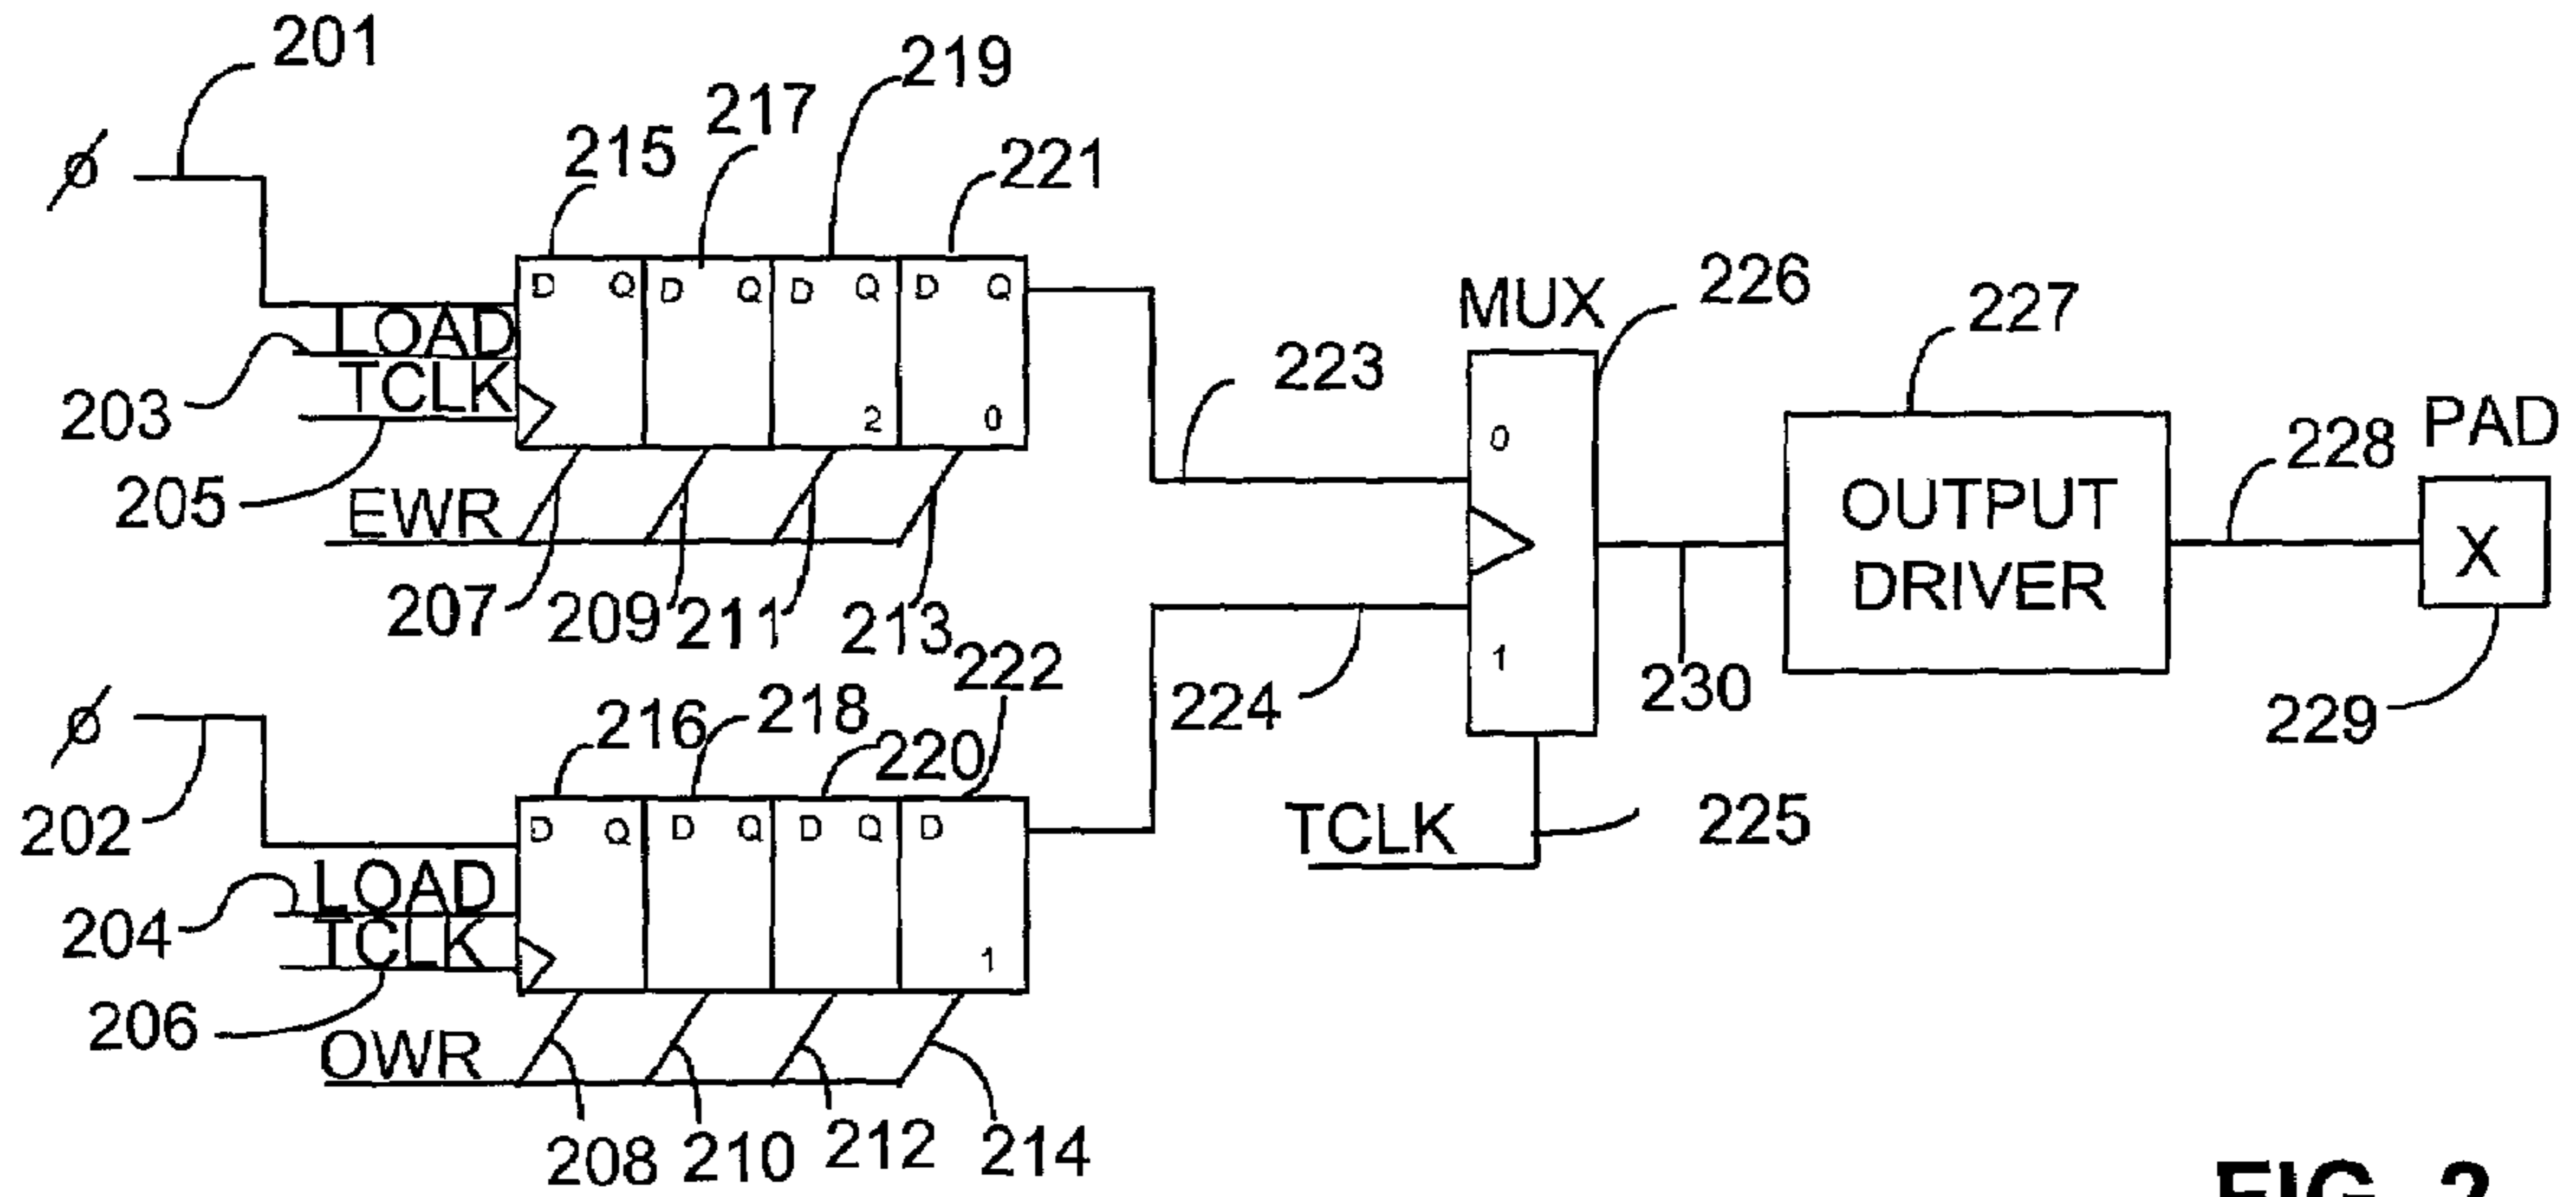 201
219
217
215
221
Ø
LOAD
TCLK
203
205
D Q D Q D Q D Q
2 0
EWR
207 209 211 213
223
MUX
226
0
1
227
OUTPUT
DRIVER
228
PAD
X
229
230
224
TCLK
225
Ø
202
216 218 220 222
LOAD
TCLK
204
206
D Q D Q D Q D
1
OWR
208 210 212 214
FIG. 2